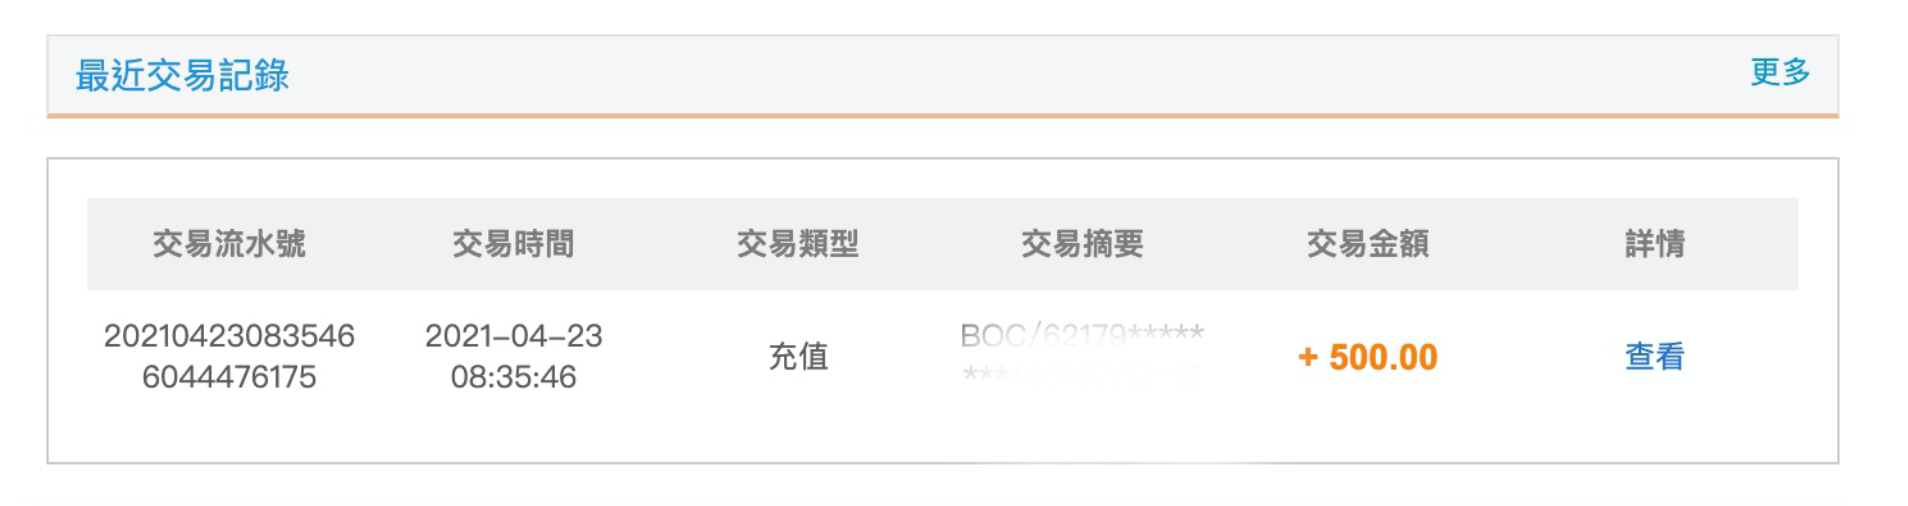 最近交易記錄
更多
交易流水號 交易時間 交易類型 交易摘要 交易金額 詳情
20210423083546 2021-04-23 BOC/62179*****
充值 + 500.00 查看
6044476175 08:35:46 ****